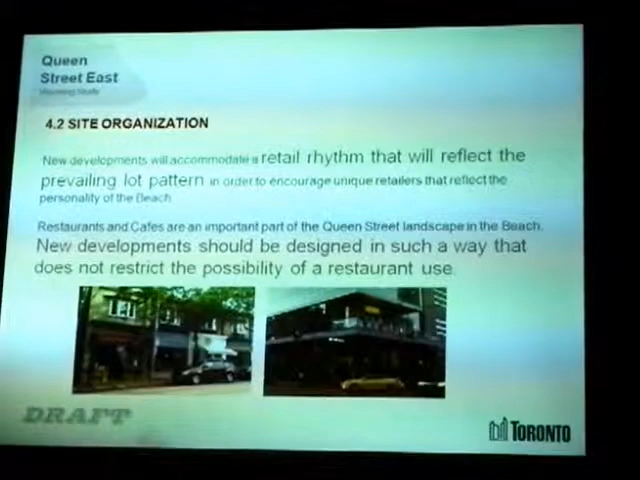 Queen
Street East
Visioning Study
4.2 SITE ORGANIZATION
New developments will accommodate a retail rhythm that will reflect the
prevailing lot pattern in order to encourage unique retailers that reflect the
personality of the Beach
Restaurants and Cafes are an important part of the Queen Street landscape in the Beach.
New developments should be designed in such a way that
does not restrict the possibility of a restaurant use
DRAFT
TORONTO